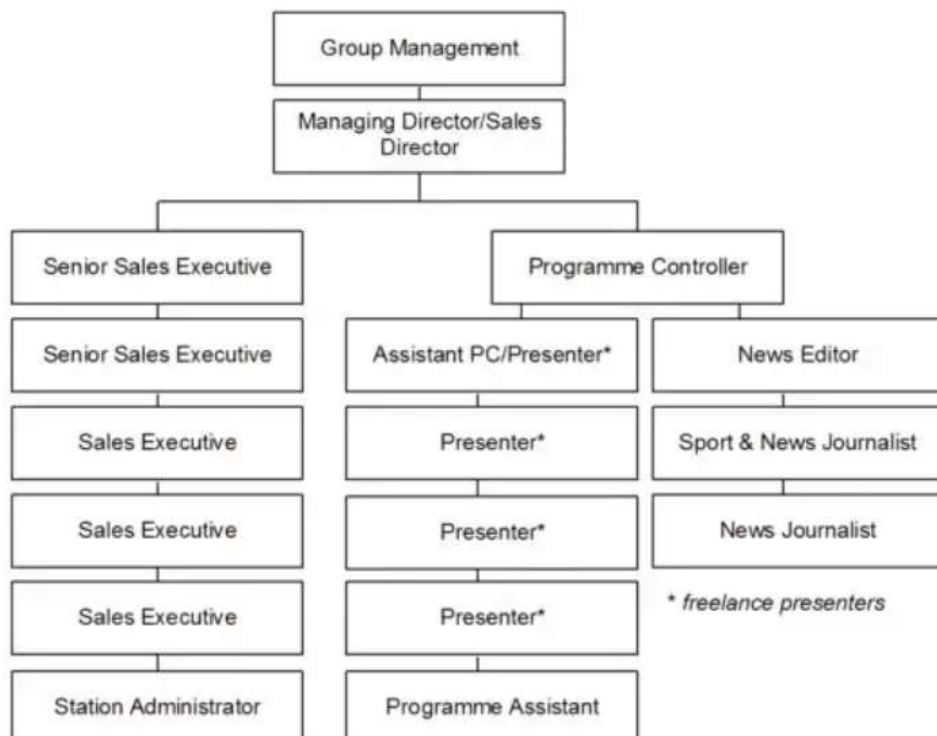 Group Management
Managing Director/Sales
Director
Senior Sales Executive
Programme Controller
Senior Sales Executive
Assistant PC/Presenter*
News Editor
Sales Executive
Presenter*
Sport & News Journalist
Sales Executive
Presenter*
News Journalist
Sales Executive
Presenter*
* freelance presenters
Station Administrator
Programme Assistant